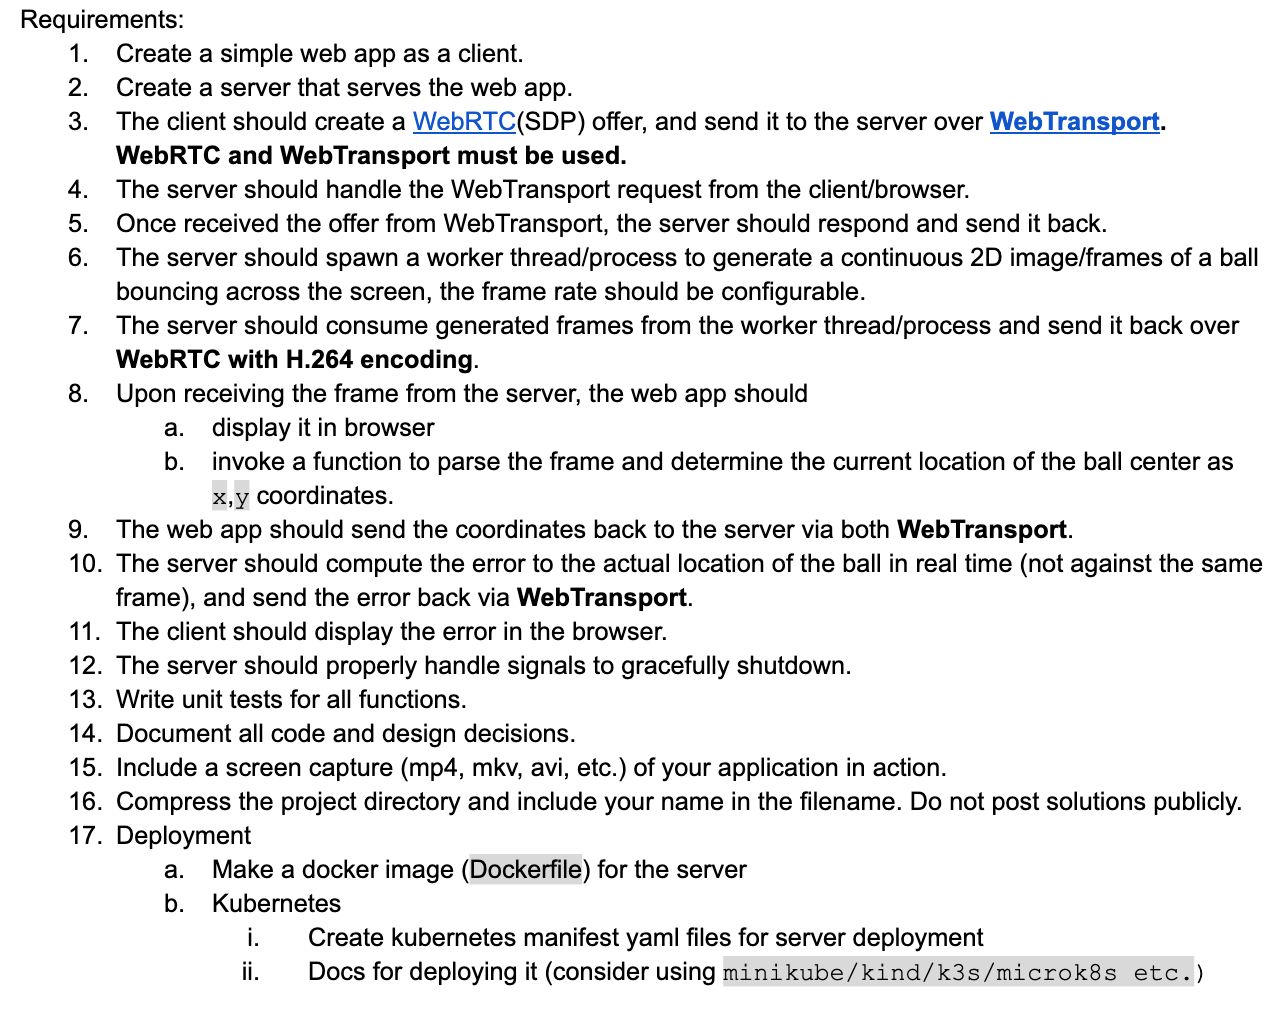 Requirements:
1. Create a simple web app as a client.
2. Create a server that serves the web app.
3. The client should create a WebRTC(SDP) offer, and send it to the server over WebTransport.
WebRTC and WebTransport must be used.
4. The server should handle the WebTransport request from the client/browser.
5. Once received the offer from WebTransport, the server should respond and send it back.
6. The server should spawn a worker thread/process to generate a continuous 2D image/frames of a ball
bouncing across the screen, the frame rate should be configurable.
7. The server should consume generated frames from the worker thread/process and send it back over
WebRTC with H.264 encoding.
8. Upon receiving the frame from the server, the web app should
a. display it in browser
b. invoke a function to parse the frame and determine the current location of the ball center as
x,y coordinates.
9. The web app should send the coordinates back to the server via both WebTransport.
10. The server should compute the error to the actual location of the ball in real time (not against the same
frame), and send the error back via WebTransport.
11. The client should display the error in the browser.
12. The server should properly handle signals to gracefully shutdown.
13. Write unit tests for all functions.
14. Document all code and design decisions.
15. Include a screen capture (mp4, mkv, avi, etc.) of your application in action.
16. Compress the project directory and include your name in the filename. Do not post solutions publicly.
17. Deployment
a. Make a docker image (Dockerfile) for the server
b. Kubernetes
i. Create kubernetes manifest yaml files for server deployment
ii. Docs for deploying it (consider using minikube/kind/k3s/microk8s etc.)